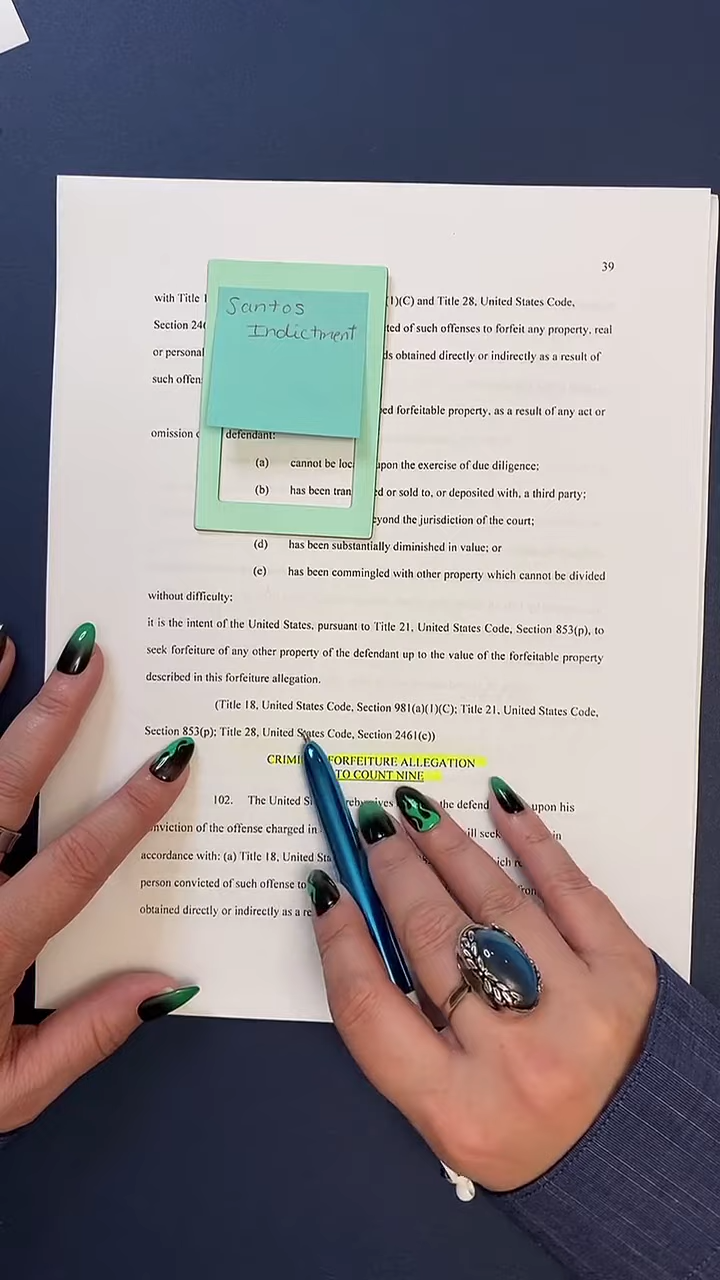 39
Santos
Indictment
with Title 1)(C) and Title 28, United States Code,
Section 24 ted of such offenses to forfeit any property, real
or personal ds obtained directly or indirectly as a result of
such offen
ed forfeitable property, as a result of any act or
omission defendant:
(a) cannot be loc upon the exercise of due diligence;
(b) has been tran d or sold to, or deposited with, a third party;
eyond the jurisdiction of the court;
(d) has been substantially diminished in value; or
(e) has been commingled with other property which cannot be divided
without difficulty;
it is the intent of the United States, pursuant to Title 21, United States Code, Section 853(p), to
seek forfeiture of any other property of the defendant up to the value of the forfeitable property
described in this forfeiture allegation.
(Title 18, United States Code, Section 981(a)(1)(C); Title 21, United States Code,
Section 853(p); Title 28, United States Code, Section 2461(c))
CRIMI FORFEITURE ALLEGATION
TO COUNT NINE
102. The United S reby gives the defend upon his
conviction of the offense charged in ill seek in
accordance with: (a) Title 18, United Sta ich re
person convicted of such offense to from
obtained directly or indirectly as a re